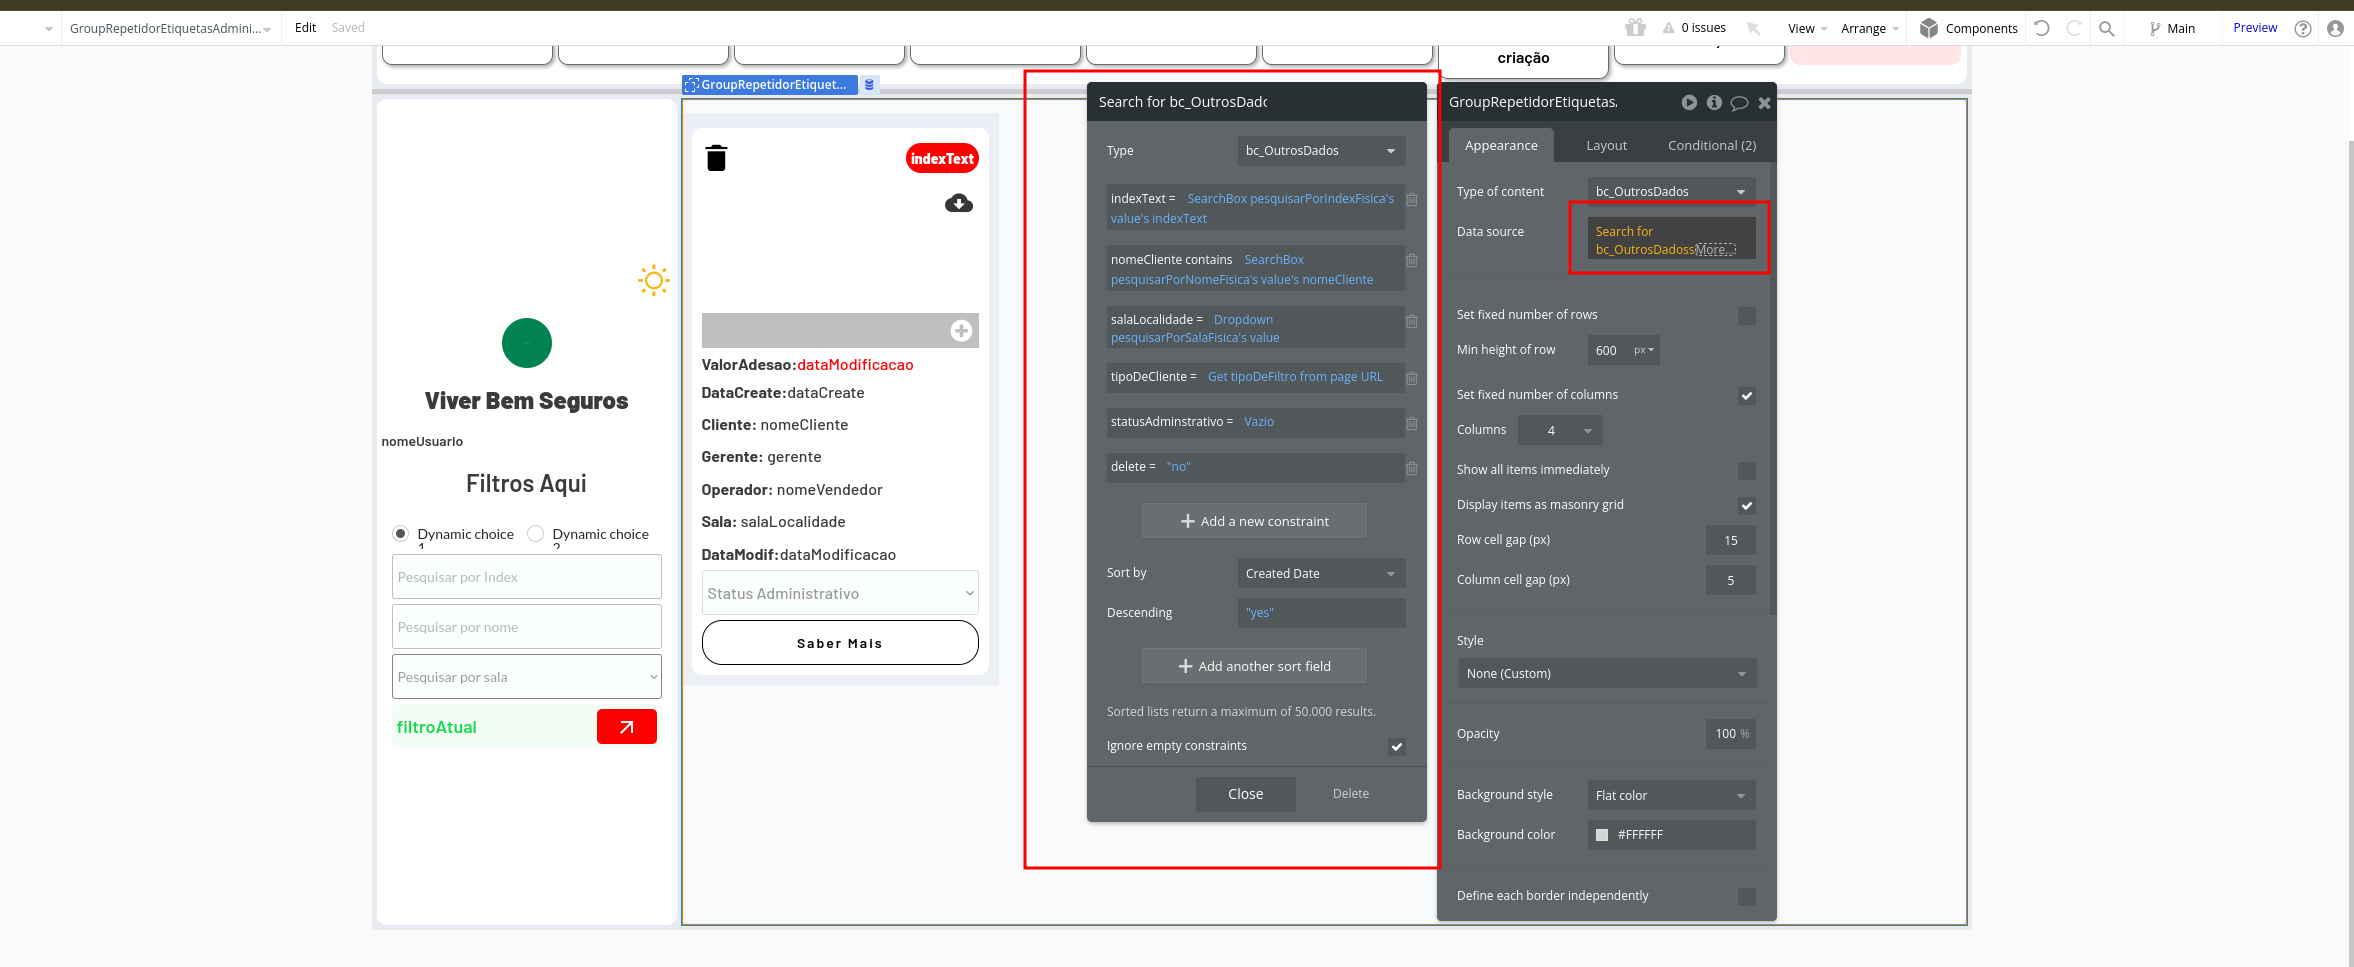 GroupRepetidorEtiquetasAdmini...
Edit
Saved
0 issues
View
Arrange
Components
Main
Preview
criação
GroupRepetidorEtiquet...
Viver Bem Seguros
nomeUsuario
Filtros Aqui
Dynamic choice
Dynamic choice
Pesquisar por Index
Pesquisar por nome
Pesquisar por sala
filtroAtual
indexText
ValorAdesao:dataModificacao
DataCreate:dataCreate
Cliente: nomeCliente
Gerente: gerente
Operador: nomeVendedor
Sala: salaLocalidade
DataModif:dataModificacao
Status Administrativo
Saber Mais
Search for bc_OutrosDadc
Type
bc_OutrosDados
indexText = SearchBox pesquisarPorIndexFisica's
value's indexText
nomeCliente contains SearchBox
pesquisarPorNomeFisica's value's nomeCliente
salaLocalidade = Dropdown
pesquisarPorSalaFisica's value
tipoDeCliente = Get tipoDeFiltro from page URL
statusAdminstrativo = Vazio
delete = "no"
Add a new constraint
Sort by
Created Date
Descending
"yes"
Add another sort field
Sorted lists return a maximum of 50.000 results.
Ignore empty constraints
Close
Delete
GroupRepetidorEtiquetas.
Appearance
Layout
Conditional (2)
Type of content
bc_OutrosDados
Data source
Search for
bc_OutrosDadossMore...
Set fixed number of rows
Min height of row
600
px
Set fixed number of columns
Columns
4
Show all items immediately
Display items as masonry grid
Row cell gap (px)
15
Column cell gap (px)
5
Style
None (Custom)
Opacity
100 %
Background style
Flat color
Background color
#FFFFFF
Define each border independently